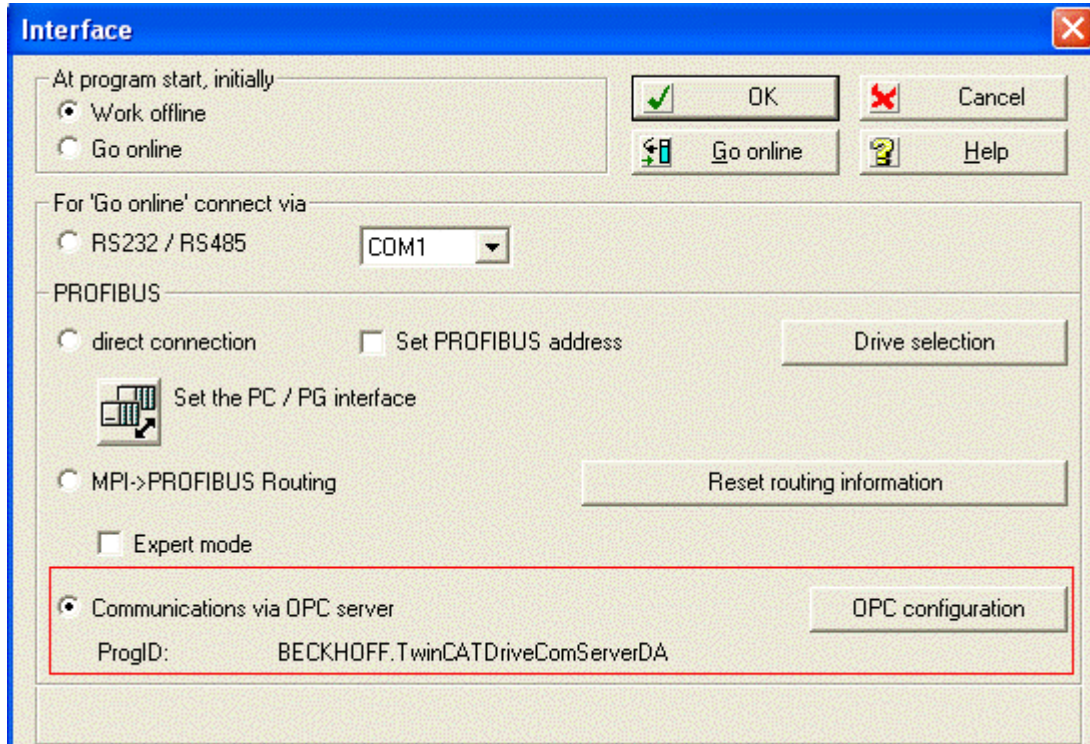 Interface
At program start, initially
Work offline
Go online
OK
Cancel
Go online
Help
For 'Go online' connect via
RS232 / RS485
COM1
PROFIBUS
direct connection
Set PROFIBUS address
Drive selection
Set the PC / PG interface
MPI->PROFIBUS Routing
Reset routing information
Expert mode
Communications via OPC server
OPC configuration
ProgID: BECKHOFF.TwinCATDriveComServerDA